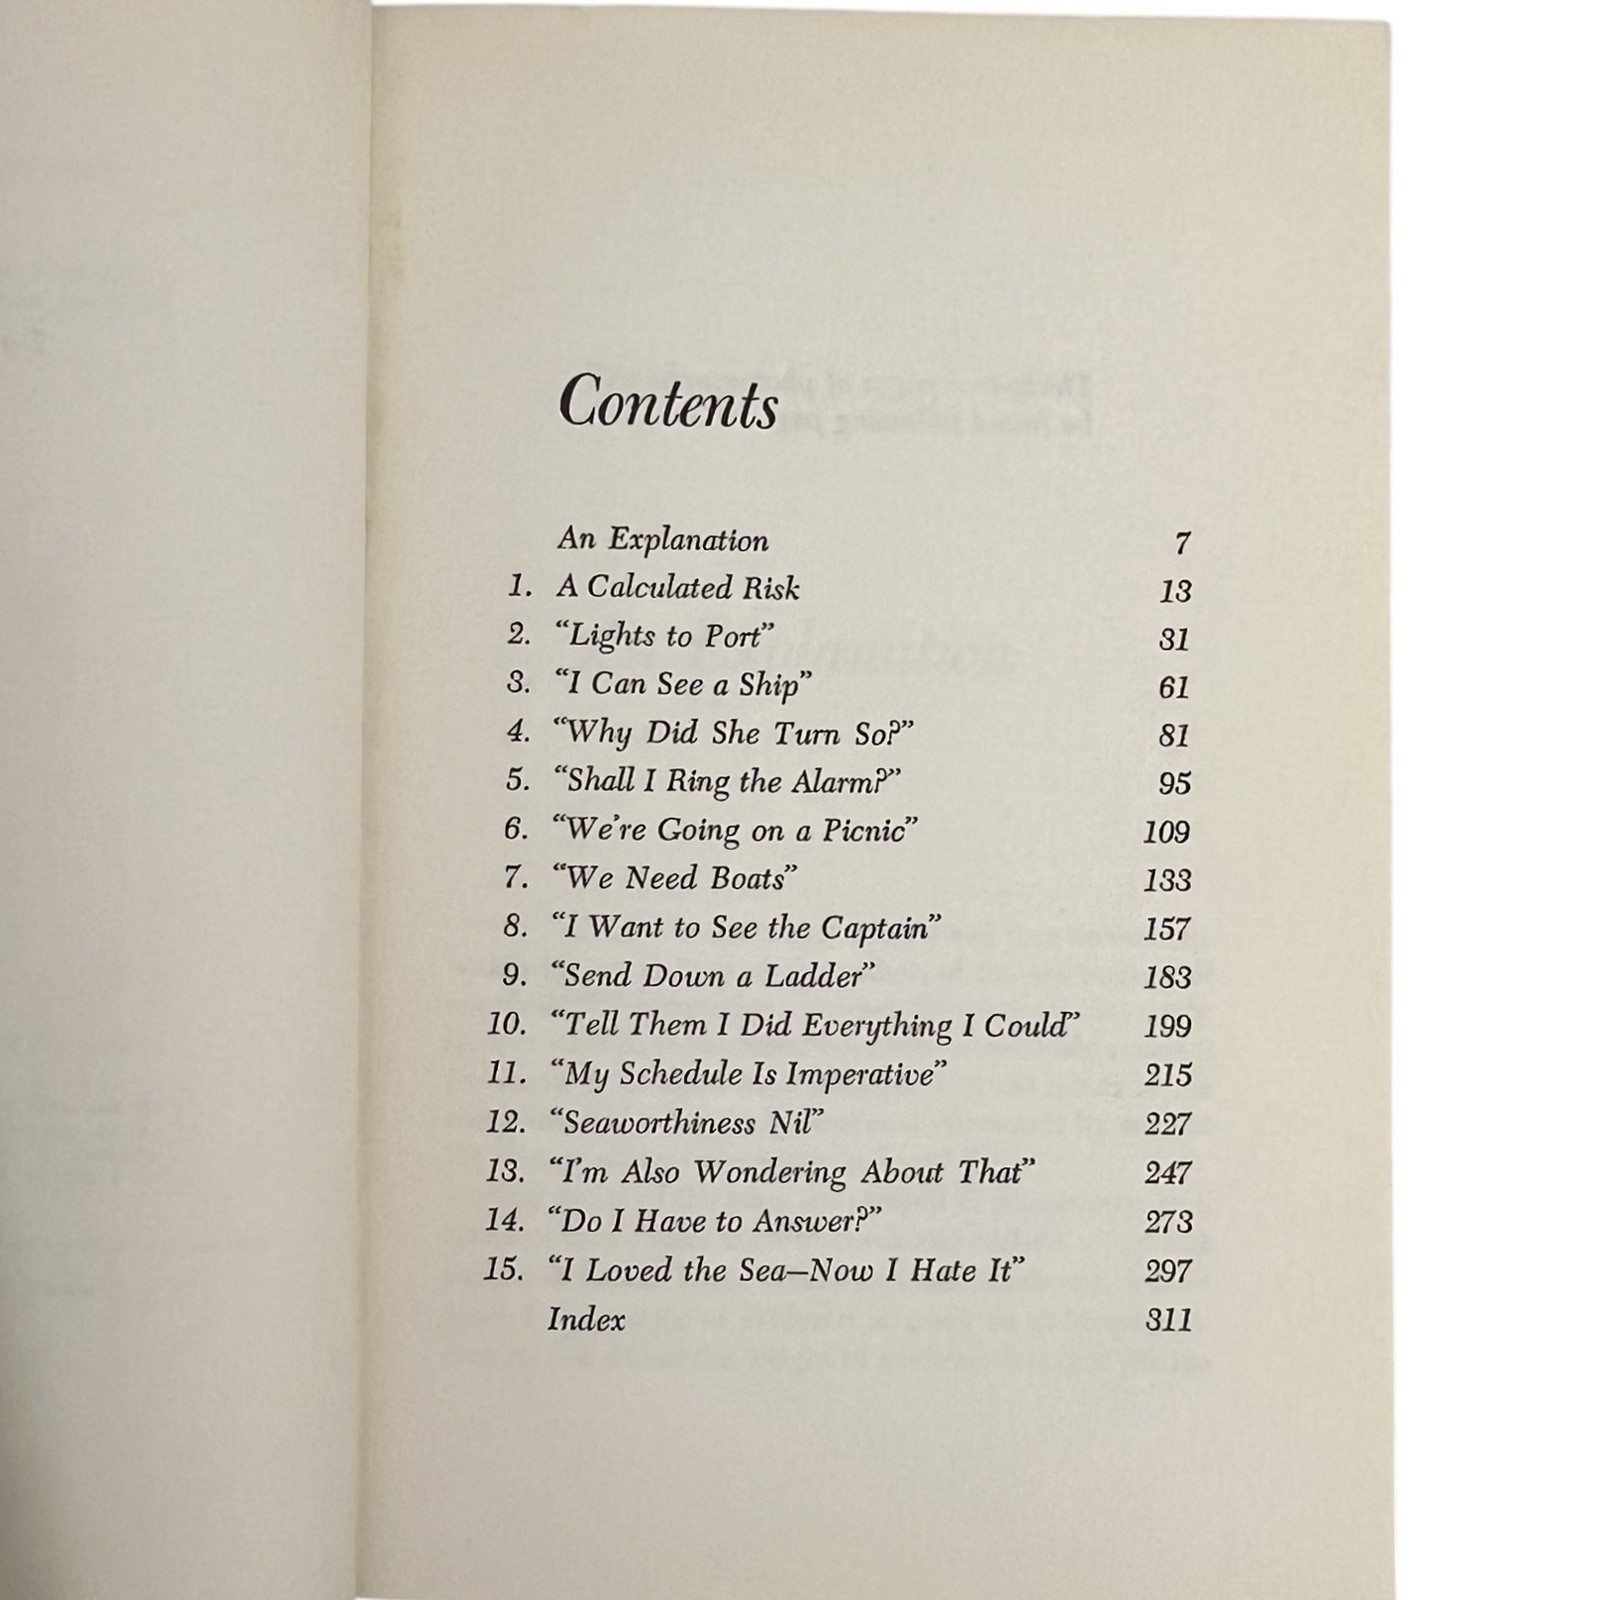 Contents
An Explanation 7
1. A Calculated Risk 13
2. “Lights to Port” 31
3. “I Can See a Ship” 61
4. “Why Did She Turn So?” 81
5. “Shall I Ring the Alarm?” 95
6. “We’re Going on a Picnic” 109
7. “We Need Boats” 133
8. “I Want to See the Captain” 157
9. “Send Down a Ladder” 183
10. “Tell Them I Did Everything I Could” 199
11. “My Schedule Is Imperative” 215
12. “Seaworthiness Nil” 227
13. “I’m Also Wondering About That” 247
14. “Do I Have to Answer?” 273
15. “I Loved the Sea—Now I Hate It” 297
Index 311